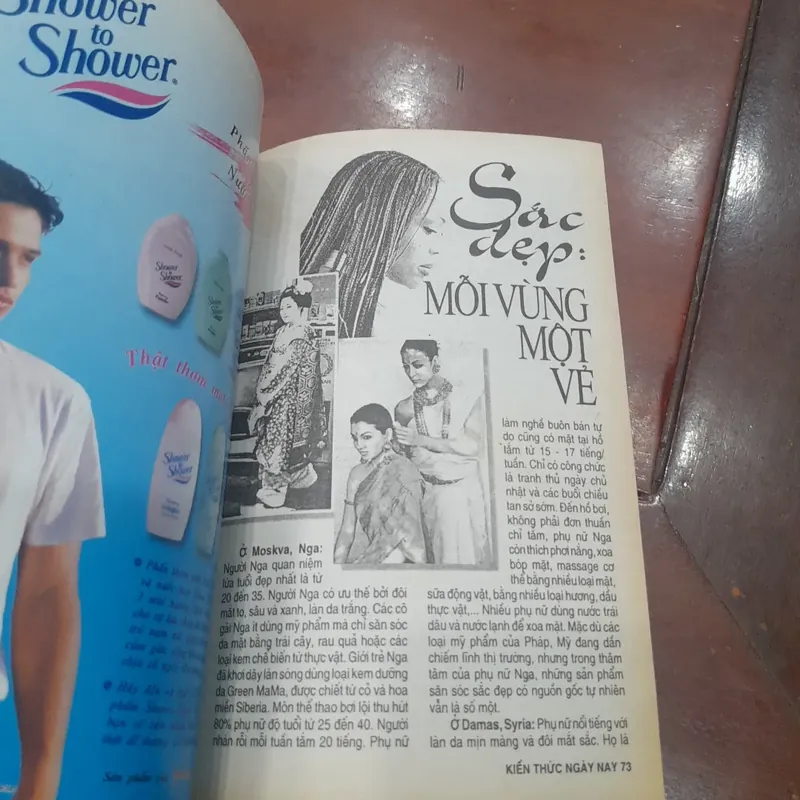 Shower
to
Shower®
Shower
to
Shower
Thật thơm
Shower
to
Shower
Sản phẩm
Sắc
đẹp:
MỖI VÙNG
MỘT
VẺ
Ở Moskva, Nga:
Người Nga quan niệm
lứa tuổi đẹp nhất là từ
20 đến 35. Người Nga có ưu thế bởi đôi
mắt to, sâu và xanh, làn da trắng. Các cô
gái Nga ít dùng mỹ phẩm mà chỉ săn sóc
da mặt bằng trái cây, rau quả hoặc các
loại kem chế biến từ thực vật. Giới trẻ Nga
đã khơi dậy làn sóng dùng loại kem dưỡng
da Green MaMa, được chiết từ cỏ và hoa
miền Siberia. Môn thể thao bơi lội thu hút
80% phụ nữ độ tuổi từ 25 đến 40. Người
nhàn rỗi mỗi tuần tắm 20 tiếng. Phụ nữ
làm nghề buôn bán tự
do cũng có mặt tại hồ
tắm từ 15 - 17 tiếng/
tuần. Chỉ có công chức
là tranh thủ ngày chủ
nhật và các buổi chiều
tan sở sớm. Đến hồ bơi,
không phải đơn thuần
chỉ tắm, phụ nữ Nga
còn thích phơi nắng, xoa
bóp mặt, massage cơ
thể bằng nhiều loại mật,
sữa động vật, bằng nhiều loại hương, dầu
thực vật,... Nhiều phụ nữ dùng nước trái
dâu và nước lạnh để xoa mặt. Mặc dù các
loại mỹ phẩm của Pháp, Mỹ đang dần
chiếm lĩnh thị trường, nhưng trong thâm
tâm của phụ nữ Nga, những sản phẩm
săn sóc sắc đẹp có nguồn gốc tự nhiên
vẫn là số một.
Ở Damas, Syria: Phụ nữ nổi tiếng với
làn da mịn màng và đôi mắt sắc. Họ là
KIẾN THỨC NGÀY NAY 73